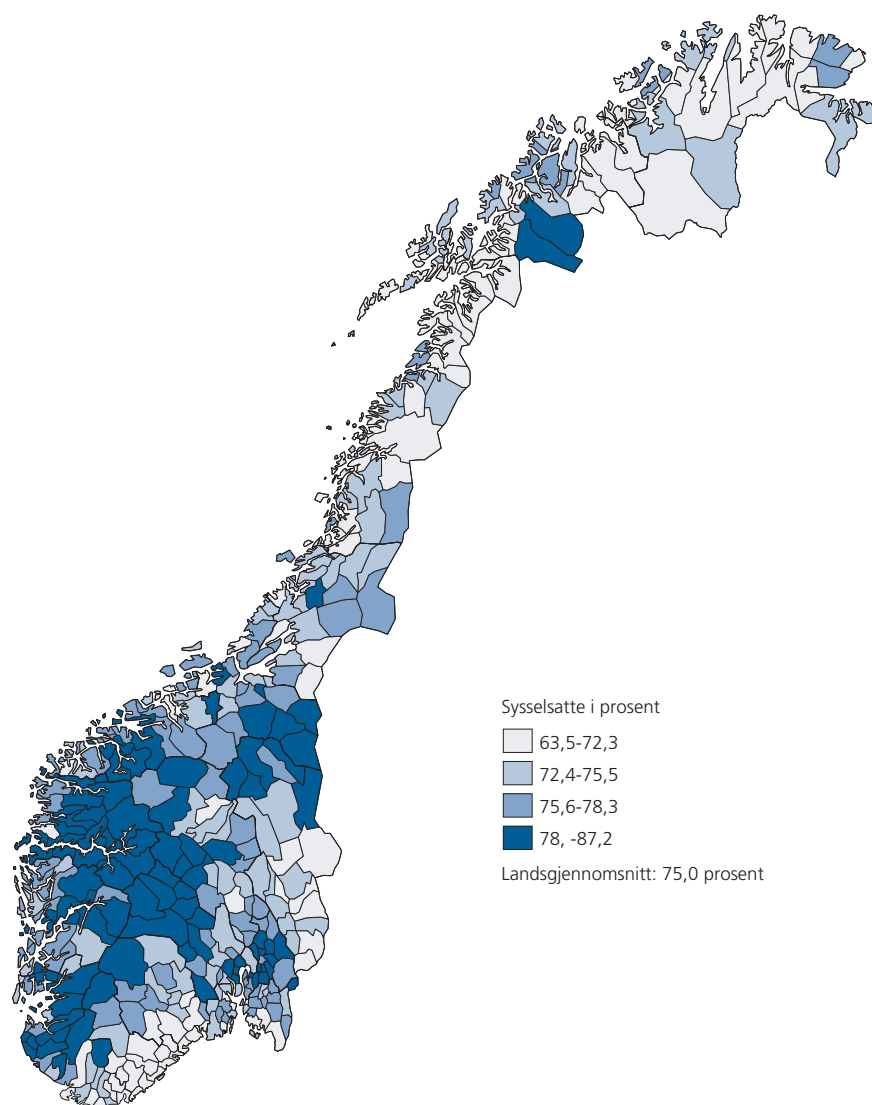 Sysselsatte i prosent
63,5-72,3
72,4-75,5
75,6-78,3
78, -87,2
Landsgjennomsnitt: 75,0 prosent